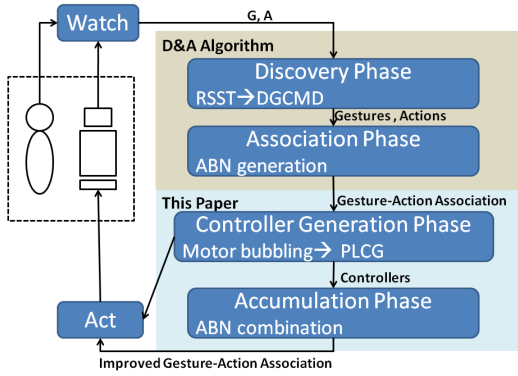 Watch
G, A
D&A Algorithm
Discovery Phase
RSST→DGCMD
Gestures , Actions
Association Phase
ABN generation
Gesture-Action Association
This Paper
Controller Generation Phase
Motor bubbling→ PLCG
Controllers
Act
Accumulation Phase
ABN combination
Improved Gesture-Action Association